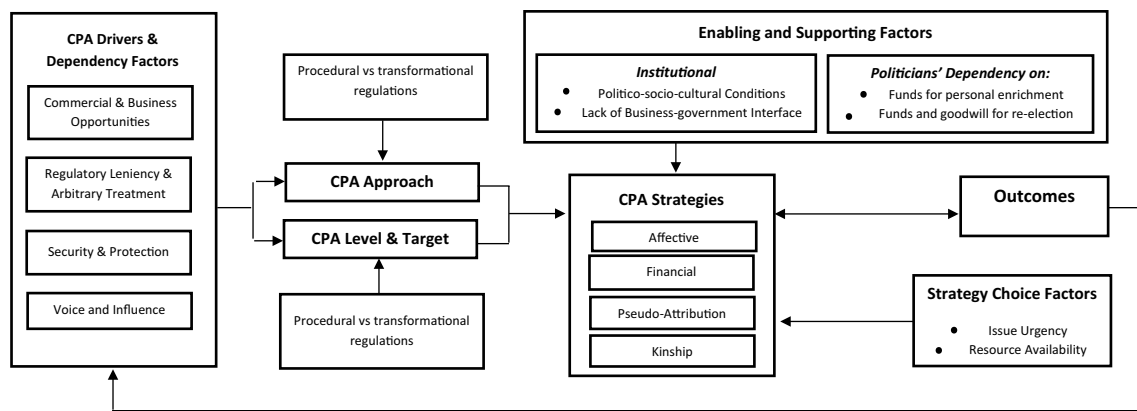 CPA Drivers &
Dependency Factors
Commercial & Business
Opportunities
Regulatory Leniency &
Arbitrary Treatment
Security & Protection
Voice and Influence
Procedural vs transformational
regulations
CPA Approach
CPA Level & Target
Procedural vs transformational
regulations
Enabling and Supporting Factors
Institutional
● Politico-socio-cultural Conditions
● Lack of Business-government Interface
Politicians’ Dependency on:
● Funds for personal enrichment
● Funds and goodwill for re-election
CPA Strategies
Affective
Financial
Pseudo-Attribution
Kinship
Outcomes
Strategy Choice Factors
● Issue Urgency
● Resource Availability